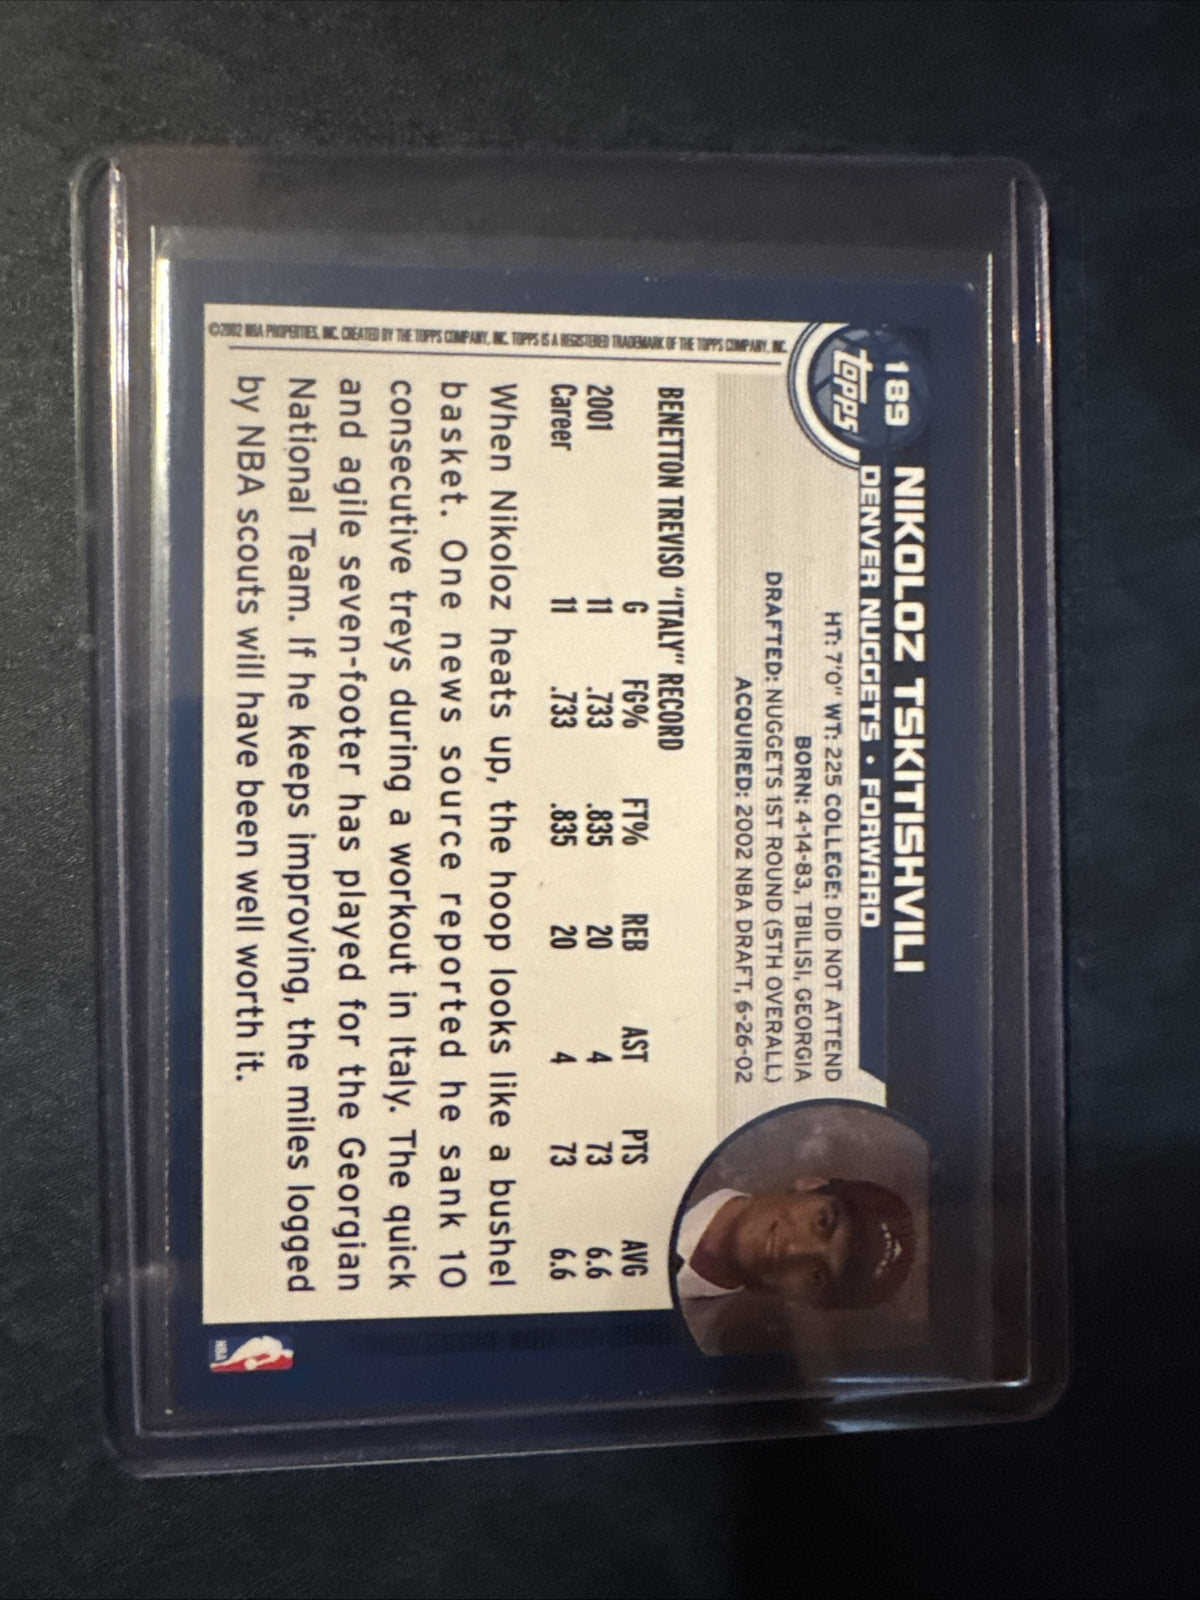 189
NIKOLOZ TSKITISHVILI
topps
DENVER NUGGETS • FORWARD
HT: 7'0" WT: 225 COLLEGE: DID NOT ATTEND
BORN: 4-14-83, TBILISI, GEORGIA
DRAFTED: NUGGETS 1ST ROUND (5TH OVERALL)
ACQUIRED: 2002 NBA DRAFT, 6-26-02
BENETTON TREVISO "ITALY" RECORD
G FG% FT% REB AST PTS AVG
2001 11 .733 .835 20 4 73 6.6
Career 11 .733 .835 20 4 73 6.6
When Nikoloz heats up, the hoop looks like a bushel
basket. One news source reported he sank 10
consecutive treys during a workout in Italy. The quick
and agile seven-footer has played for the Georgian
National Team. If he keeps improving, the miles logged
by NBA scouts will have been well worth it.
©2002 NBA PROPERTIES, INC. CREATED BY THE TOPPS COMPANY, INC. TOPPS IS A REGISTERED TRADEMARK OF THE TOPPS COMPANY, INC.
NBA